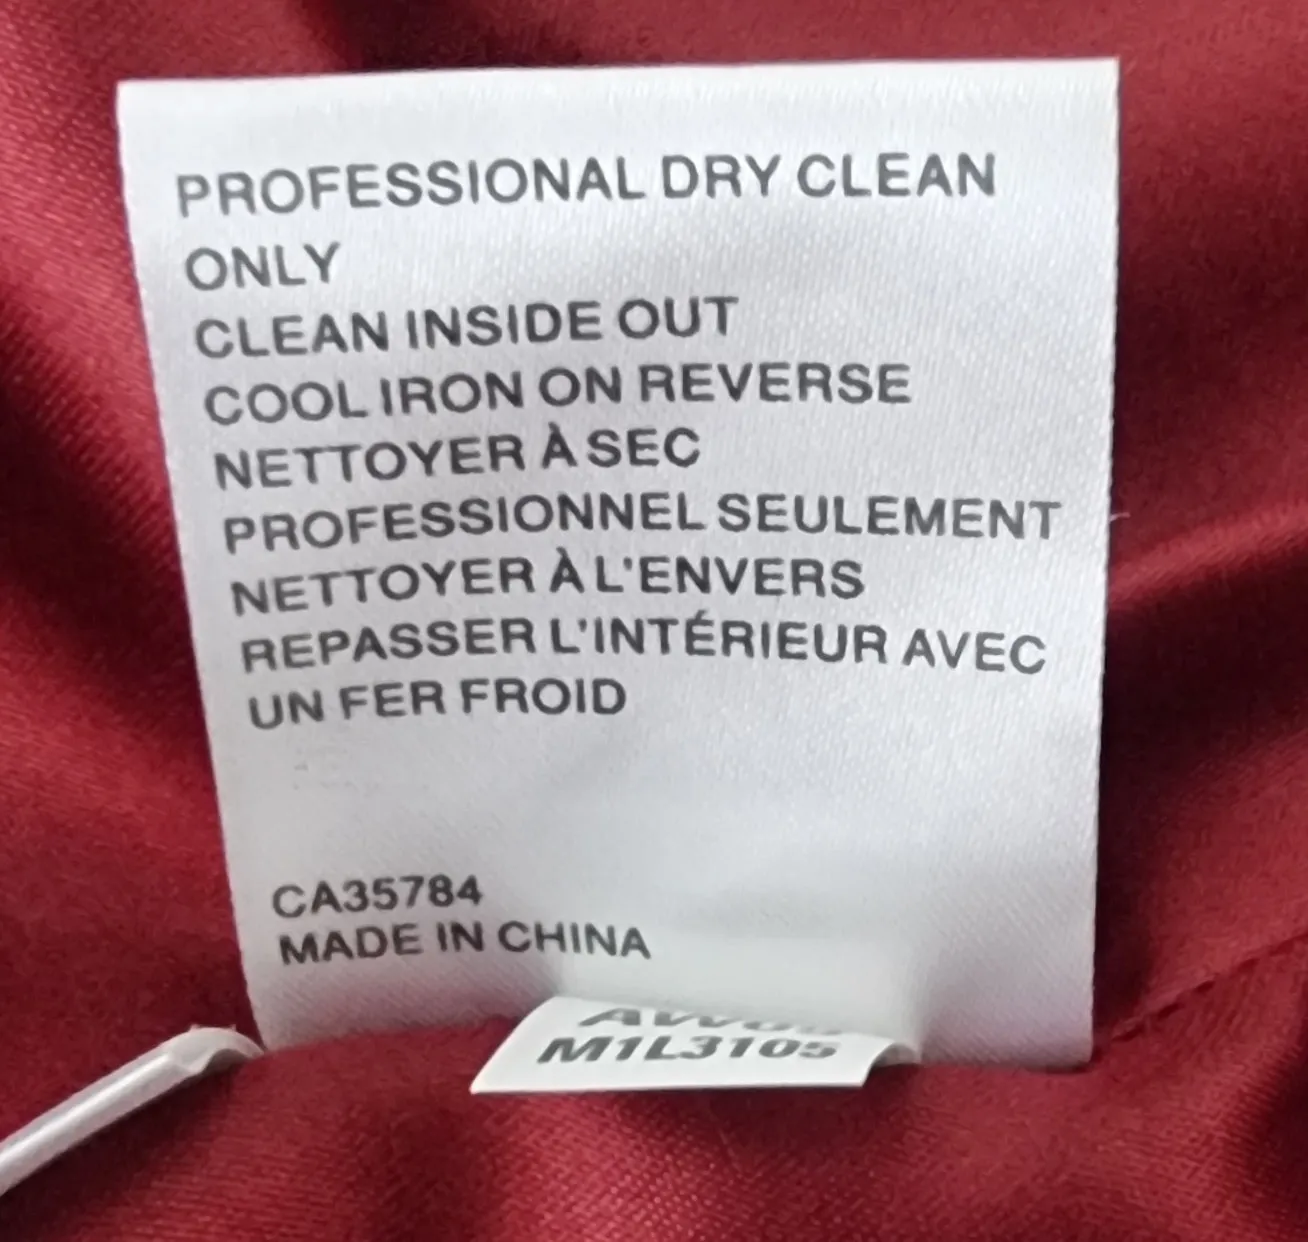 PROFESSIONAL DRY CLEAN
ONLY
CLEAN INSIDE OUT
COOL IRON ON REVERSE
NETTOYER À SEC
PROFESSIONNEL SEULEMENT
NETTOYER À L'ENVERS
REPASSER L'INTÉRIEUR AVEC
UN FER FROID
CA35784
MADE IN CHINA
M1L3105